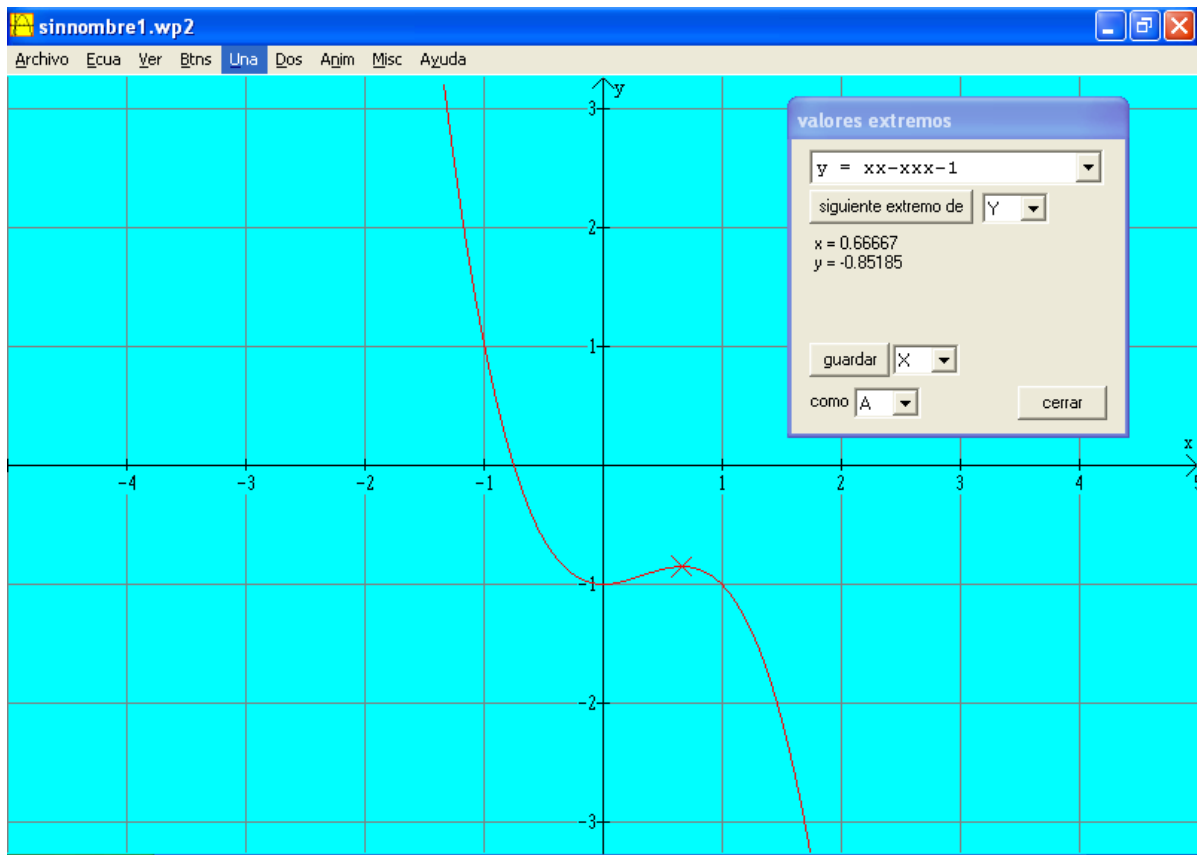 sinnombre1.wp2
Archivo Ecua Ver Btns Una Dos Anim Misc Ayuda
y
3
valores extremos
y = xx-xxx-1
siguiente extremo de Y
2
x = 0.66667
y = -0.85185
1
guardar X
como A cerrar
x
-4 -3 -2 -1 1 2 3 4 5
-1
-2
-3